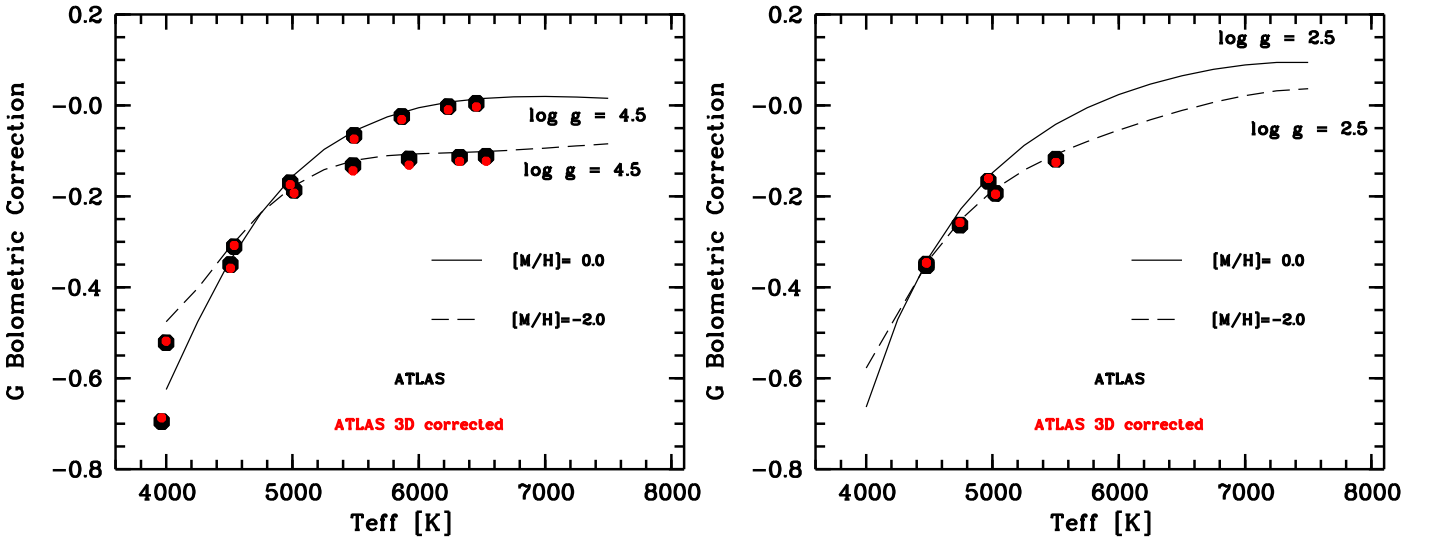 0.2
−0.0
−0.2
−0.4
−0.6
−0.8
G Bolometric Correction
log g = 4.5
log g = 4.5
[M/H]= 0.0
[M/H]=−2.0
ATLAS
ATLAS 3D corrected
4000 5000 6000 7000 8000
Teff [K]
0.2
−0.0
−0.2
−0.4
−0.6
−0.8
G Bolometric Correction
log g = 2.5
log g = 2.5
[M/H]= 0.0
[M/H]=−2.0
ATLAS
ATLAS 3D corrected
4000 5000 6000 7000 8000
Teff [K]